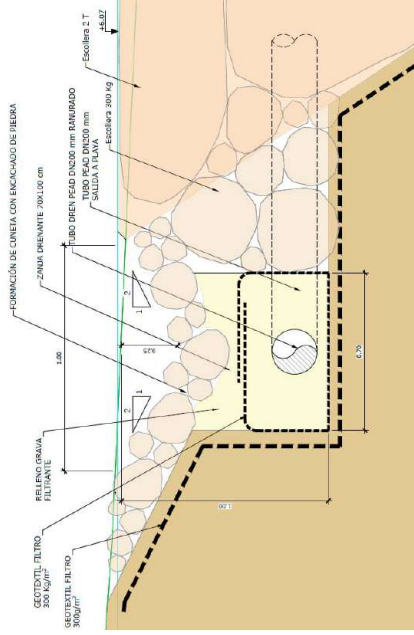 Escollera 2 T
+6.07
Escollera 300 Kg
TUBO PEAD DN200 mm
SALIDA A PLAYA
TUBO DREN PEAD DN200 mm RANURADO
ZANJA DRENANTE 70X100 cm
FORMACIÓN DE CUNETA CON ENCACHADO DE PIEDRA
RELLENO GRAVA
FILTRANTE
GEOTEXTIL FILTRO
300 Kg/m²
GEOTEXTIL FILTRO
300g/m²
1.00
0.25
2
1
2
1
0.70
1.00